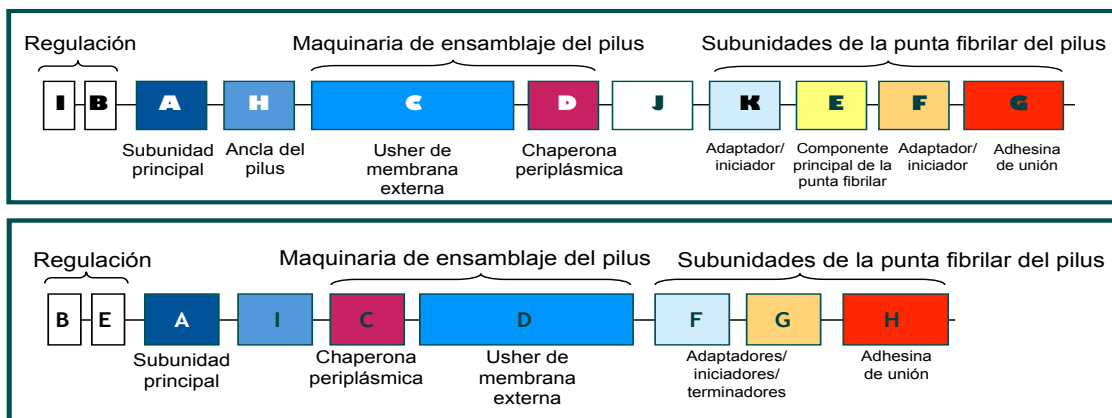 Regulación
Maquinaria de ensamblaje del pilus
Subunidades de la punta fibrilar del pilus
I B A H C D J K E F G
Subunidad
principal
Ancla del
pilus
Usher de
membrana
externa
Chaperona
periplásmica
Adaptador/
iniciador
Componente
principal de la
punta fibrilar
Adaptador/
iniciador
Adhesina
de unión
Regulación
Maquinaria de ensamblaje del pilus
Subunidades de la punta fibrilar del pilus
B E A I C D F G H
Subunidad
principal
Chaperona
periplásmica
Usher de
membrana
externa
Adaptadores/
iniciadores/
terminadores
Adhesina
de unión